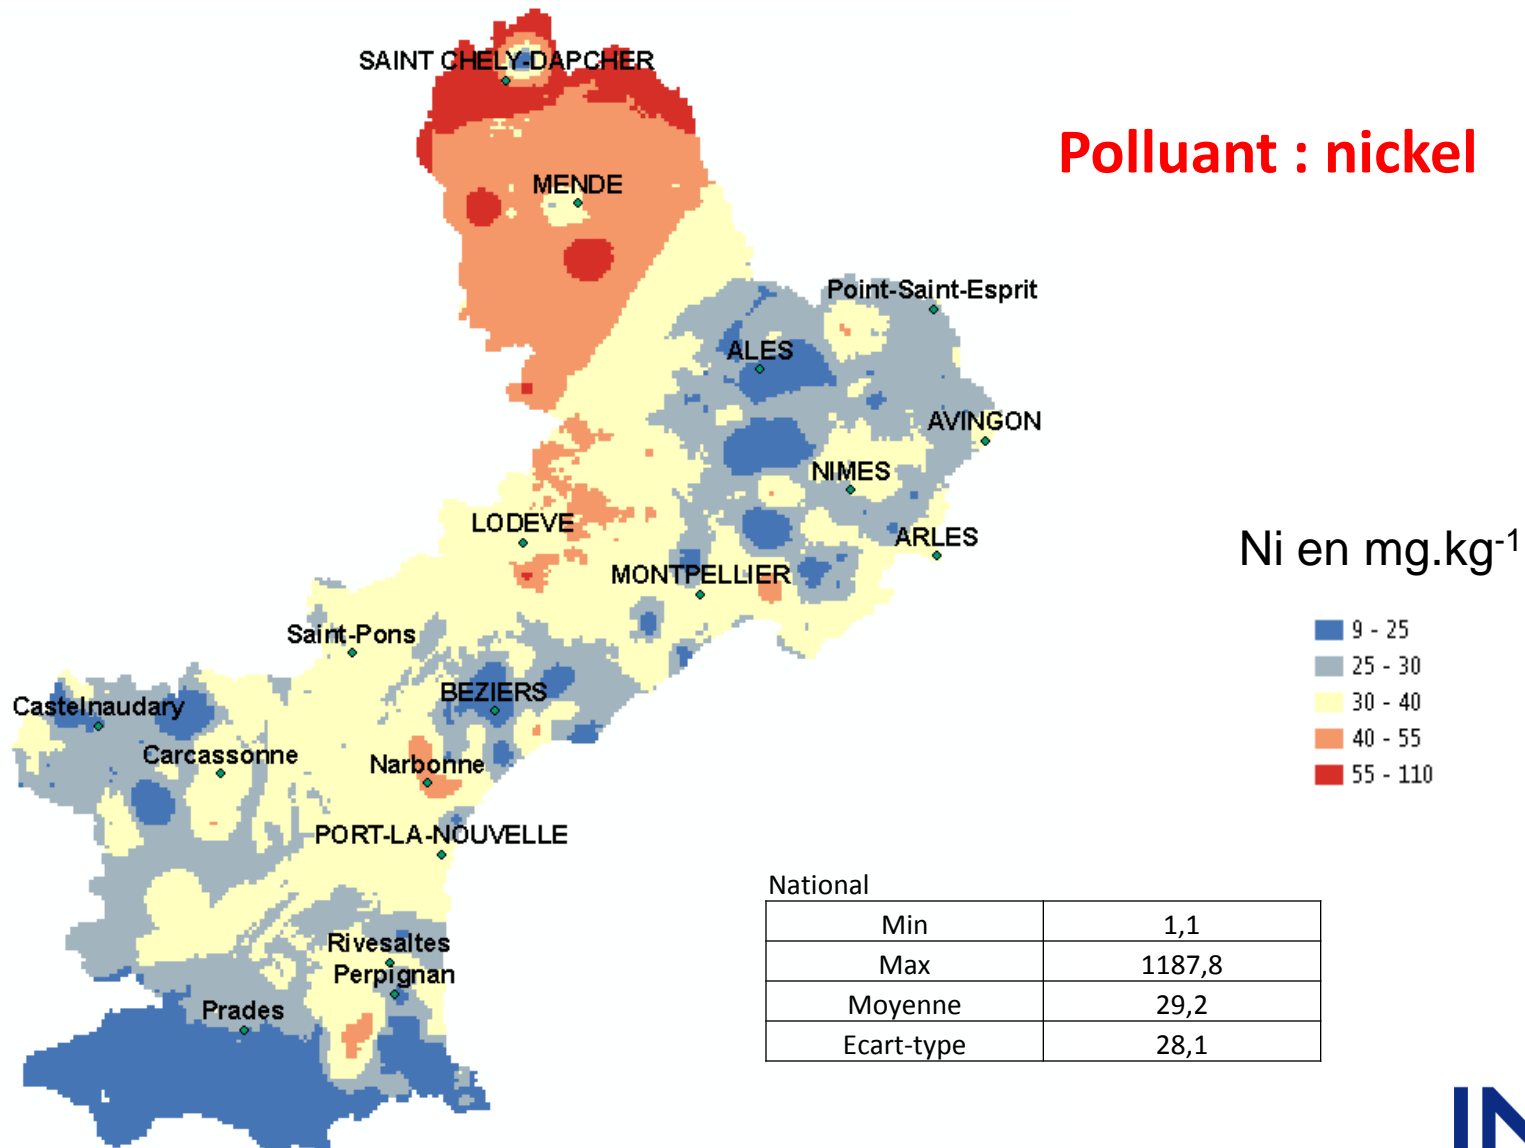 SAINT CHELY-DAPCHER
Polluant : nickel
MENDE
Point-Saint-Esprit
ALES
AVINGON
NIMES
LODEVE
ARLES
Ni en mg.kg-1
MONTPELLIER
9 - 25
Saint-Pons
25 - 30
BEZIERS
30 - 40
Castelnaudary
40 - 55
Carcassonne
Narbonne
55 - 110
PORT-LA-NOUVELLE
National
Min 1,1
Rivesaltes
Max 1187,8
Perpignan
Prades
Moyenne 29,2
Ecart-type 28,1